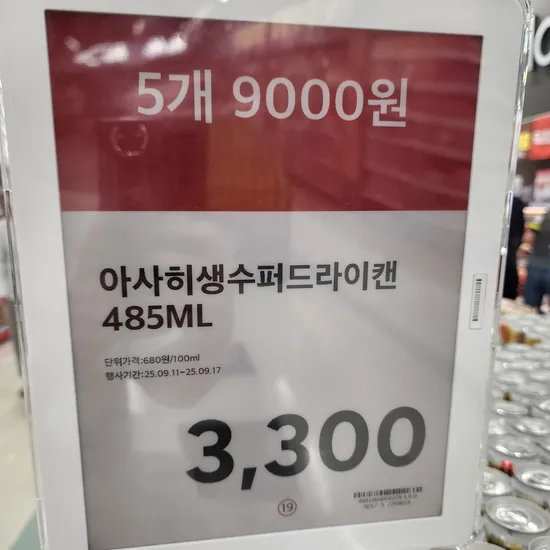 5개 9000원
아사히생수퍼드라이캔
485ML
단위가격:680원/100ml
행사기간:25.09.11~25.09.17
3,300
19